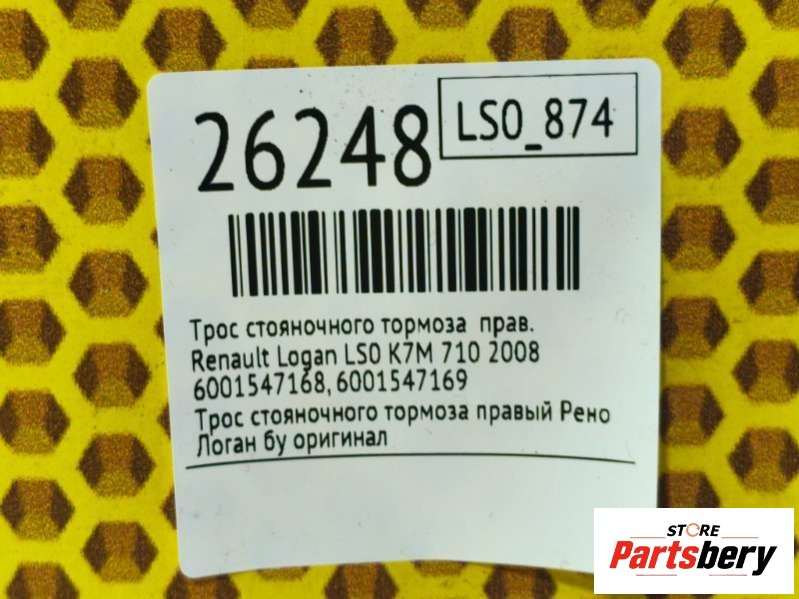 26248
LS0_874
Трос стояночного тормоза прав.
Renault Logan LS0 K7M 710 2008
6001547168, 6001547169
Трос стояночного тормоза правый Рено
Логан бу оригинал
STORE
Partsbery